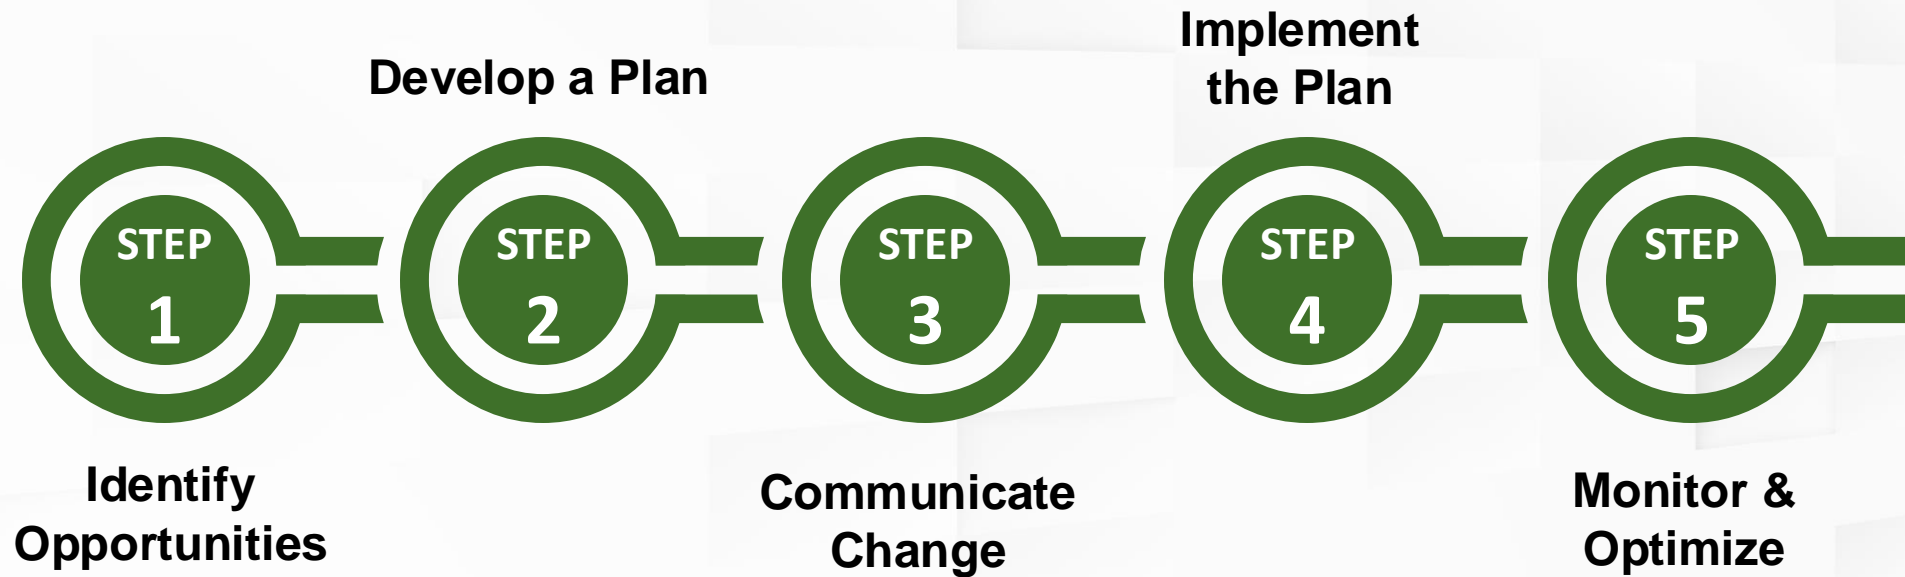 STEP
1
Identify
Opportunities
Develop a Plan
STEP
2
STEP
3
Communicate
Change
Implement
the Plan
STEP
4
STEP
5
Monitor &
Optimize